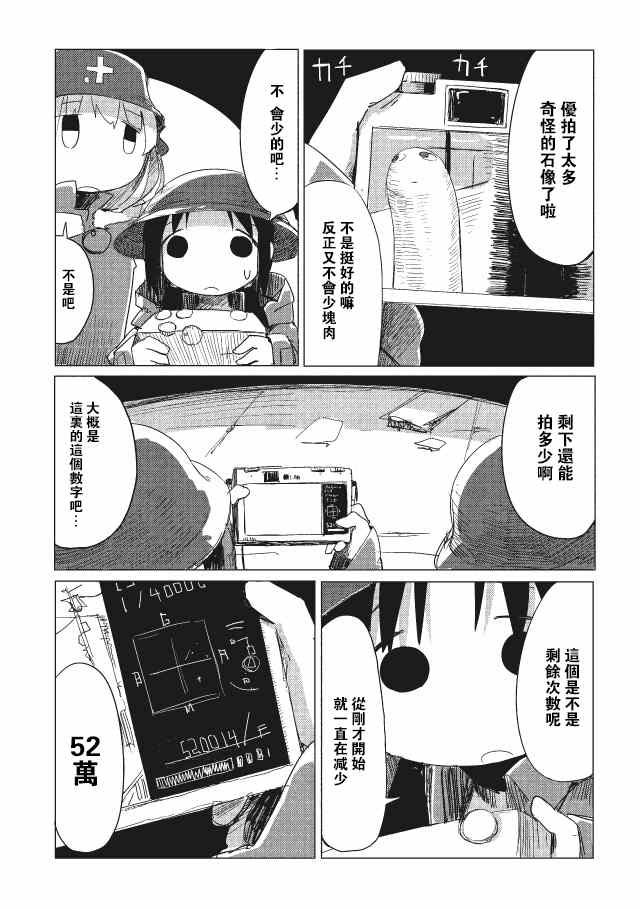 優拍了太多
奇怪的石像了啦
カチ
カチ
不是挺好的嘛
反正又不會少塊肉
不 會少的吧…
不是吧
剩下還能
拍多少啊
大概是
這裏的這個數字吧…
這個是不是
剩餘次數呢
從剛才開始
就一直在减少
1/4000
G
A
520014/E
52
萬